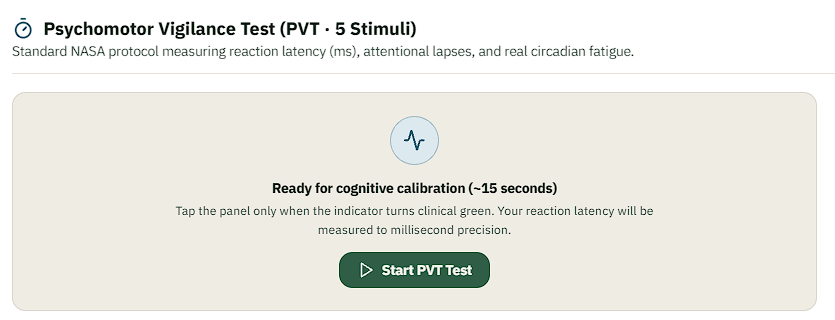 Psychomotor Vigilance Test (PVT · 5 Stimuli)
Standard NASA protocol measuring reaction latency (ms), attentional lapses, and real circadian fatigue.
Ready for cognitive calibration (~15 seconds)
Tap the panel only when the indicator turns clinical green. Your reaction latency will be
measured to millisecond precision.
Start PVT Test